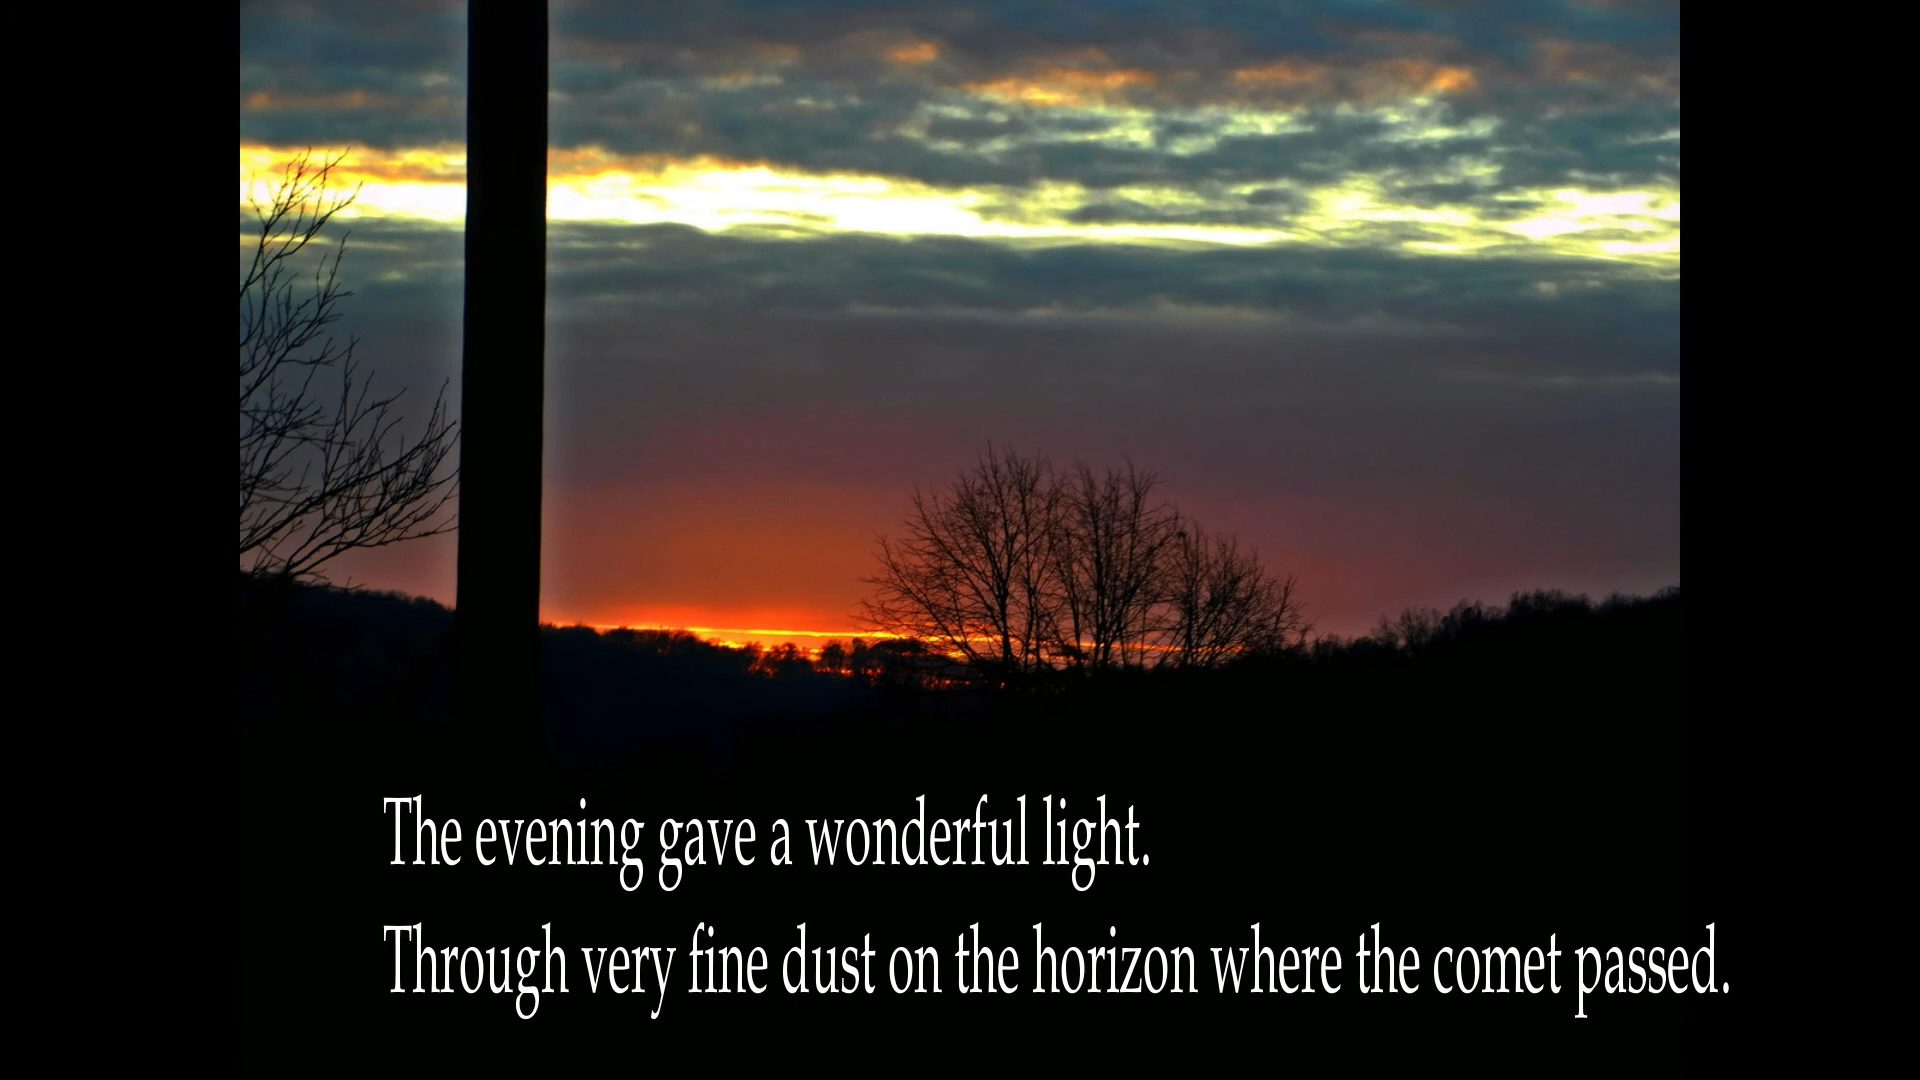 The evening gave a wonderful light.
Through very fine dust on the horizon where the comet passed.